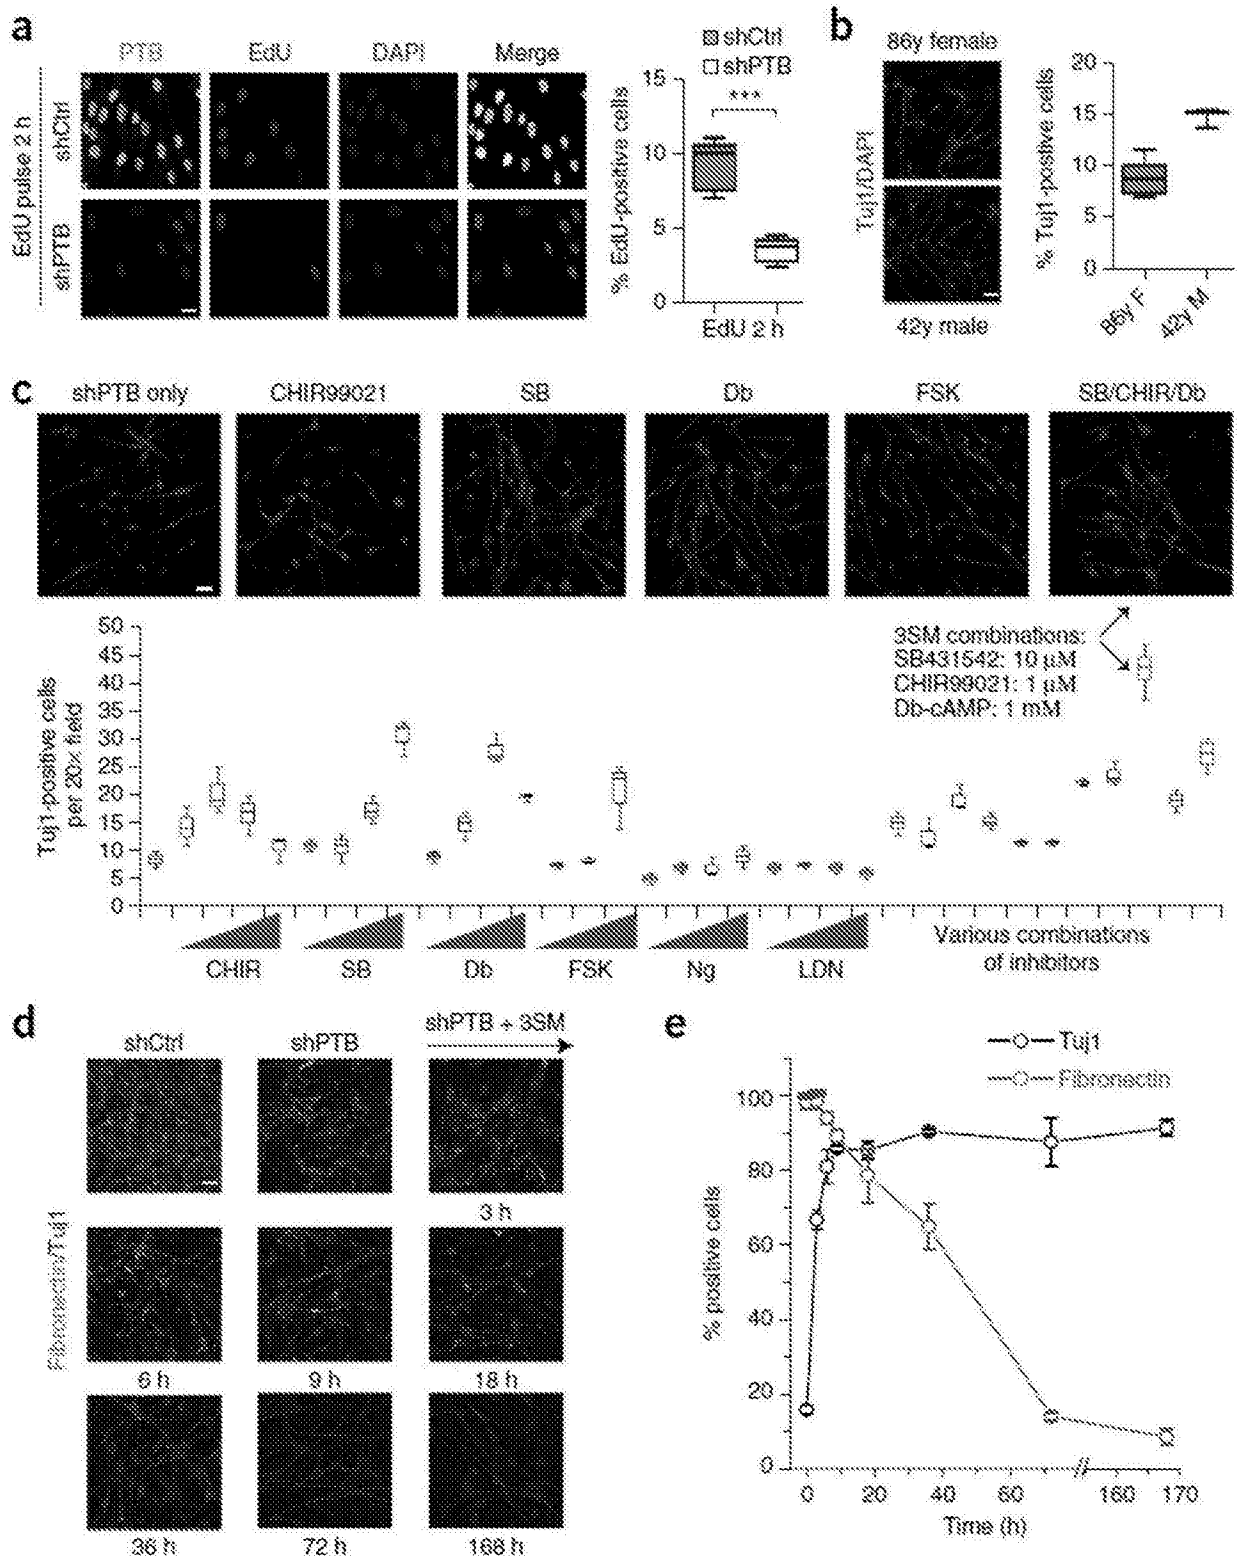 a
PTB EdU DAPI Merge
EdU pulse 2 h
shCtrl
shPTB
shCtrl
shPTB
% EdU-positive cells
15
10
5
0
***
EdU 2 h
b
86y female
Tuj1/DAPI
42y male
% Tuj1-postive cells
20
15
10
5
0
86y F
42y M
c
shPTB only CHIR99021 SB Db FSK SB/CHIR/Db
Tuj1-positive cells
per 20× field
50
45
40
35
30
25
20
15
10
5
0
3SM combinations:
SB431542: 10 µM
CHIR99021: 1 µM
Db-cAMP: 1 mM
CHIR SB Db FSK Ng LDN
Various combinations
of inhibitors
d
shCtrl shPTB shPTB + 3SM
Fibronectin/Tuj1
3 h
6 h 9 h 18 h
36 h 72 h 168 h
e
Tuj1
Fibronectin
% positive cells
100
80
60
40
20
0
0 20 40 60 160 170
Time (h)